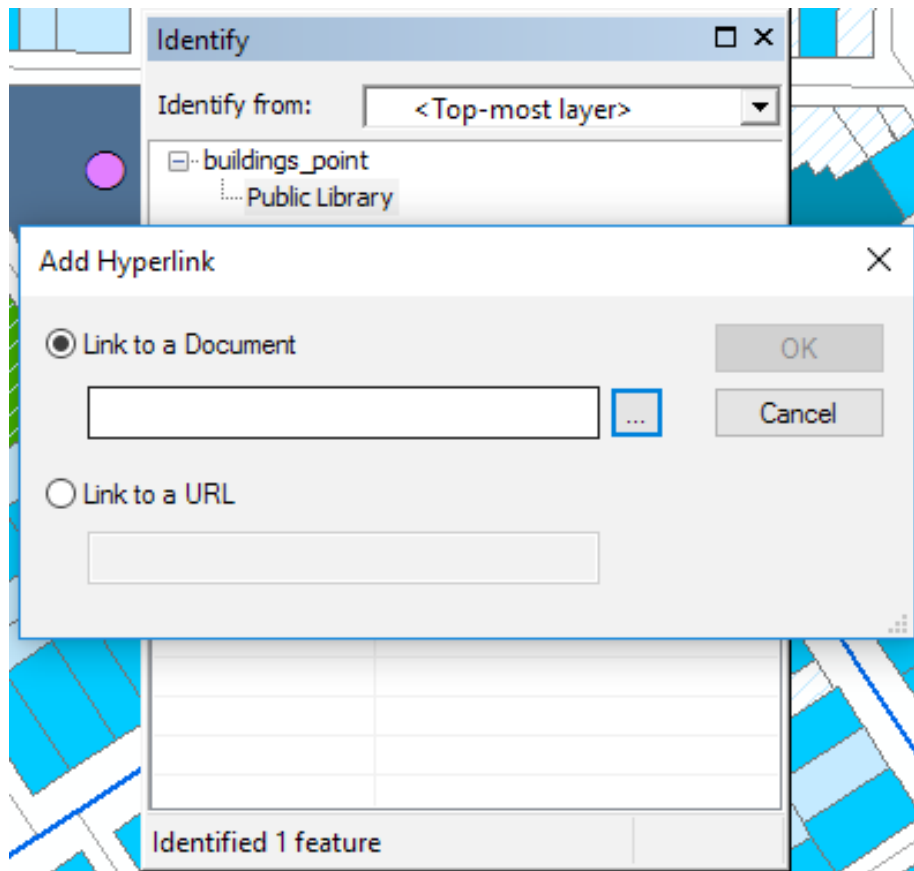 Identify
Identify from: <Top-most layer>
buildings_point
Public Library
Add Hyperlink
Link to a Document
OK
...
Cancel
Link to a URL
Identified 1 feature